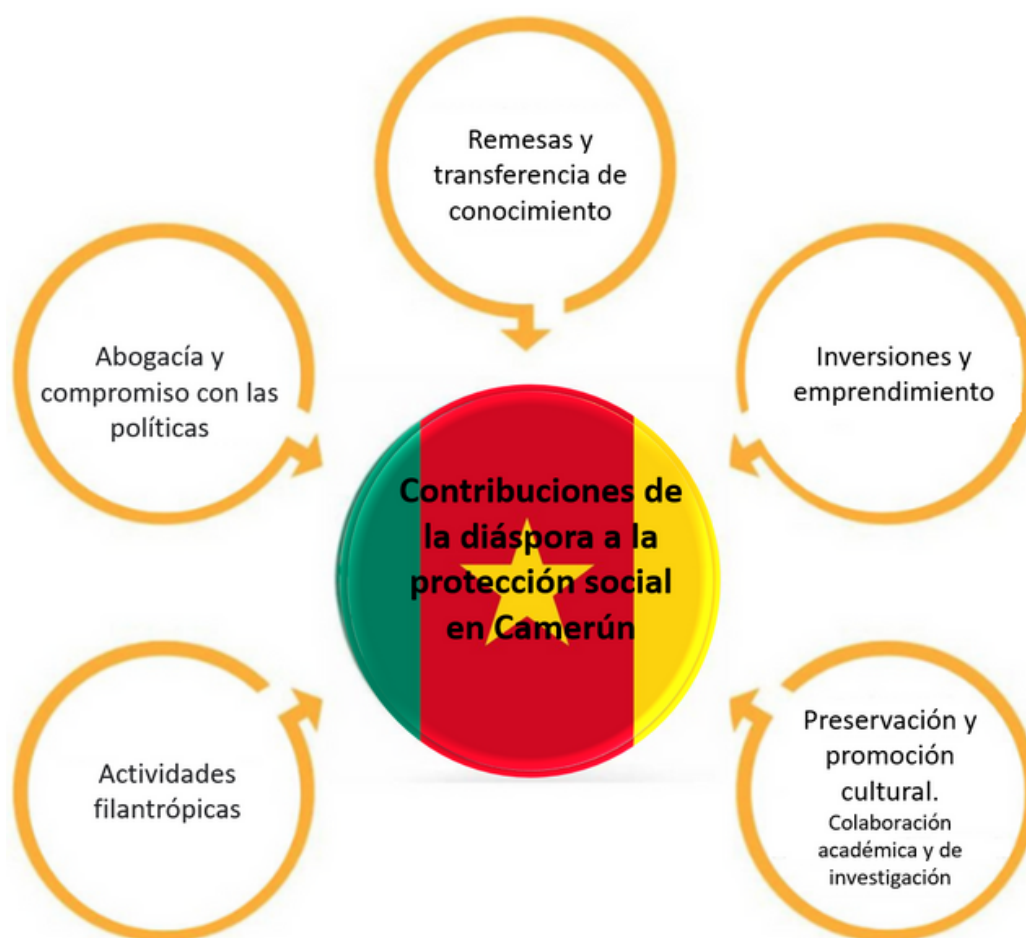 Remesas y
transferencia de
conocimiento
Abogacía y
compromiso con las
políticas
Inversiones y
emprendimiento
Contribuciones de
la diáspora a la
protección social
en Camerún
Actividades
filantrópicas
Preservación y
promoción
cultural.
Colaboración
académica y de
investigación